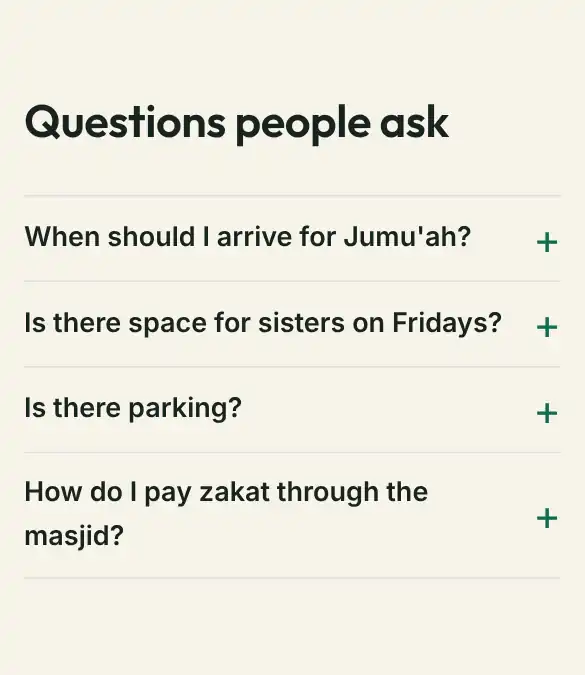 Questions people ask
When should I arrive for Jumu'ah?
Is there space for sisters on Fridays?
Is there parking?
How do I pay zakat through the
masjid?